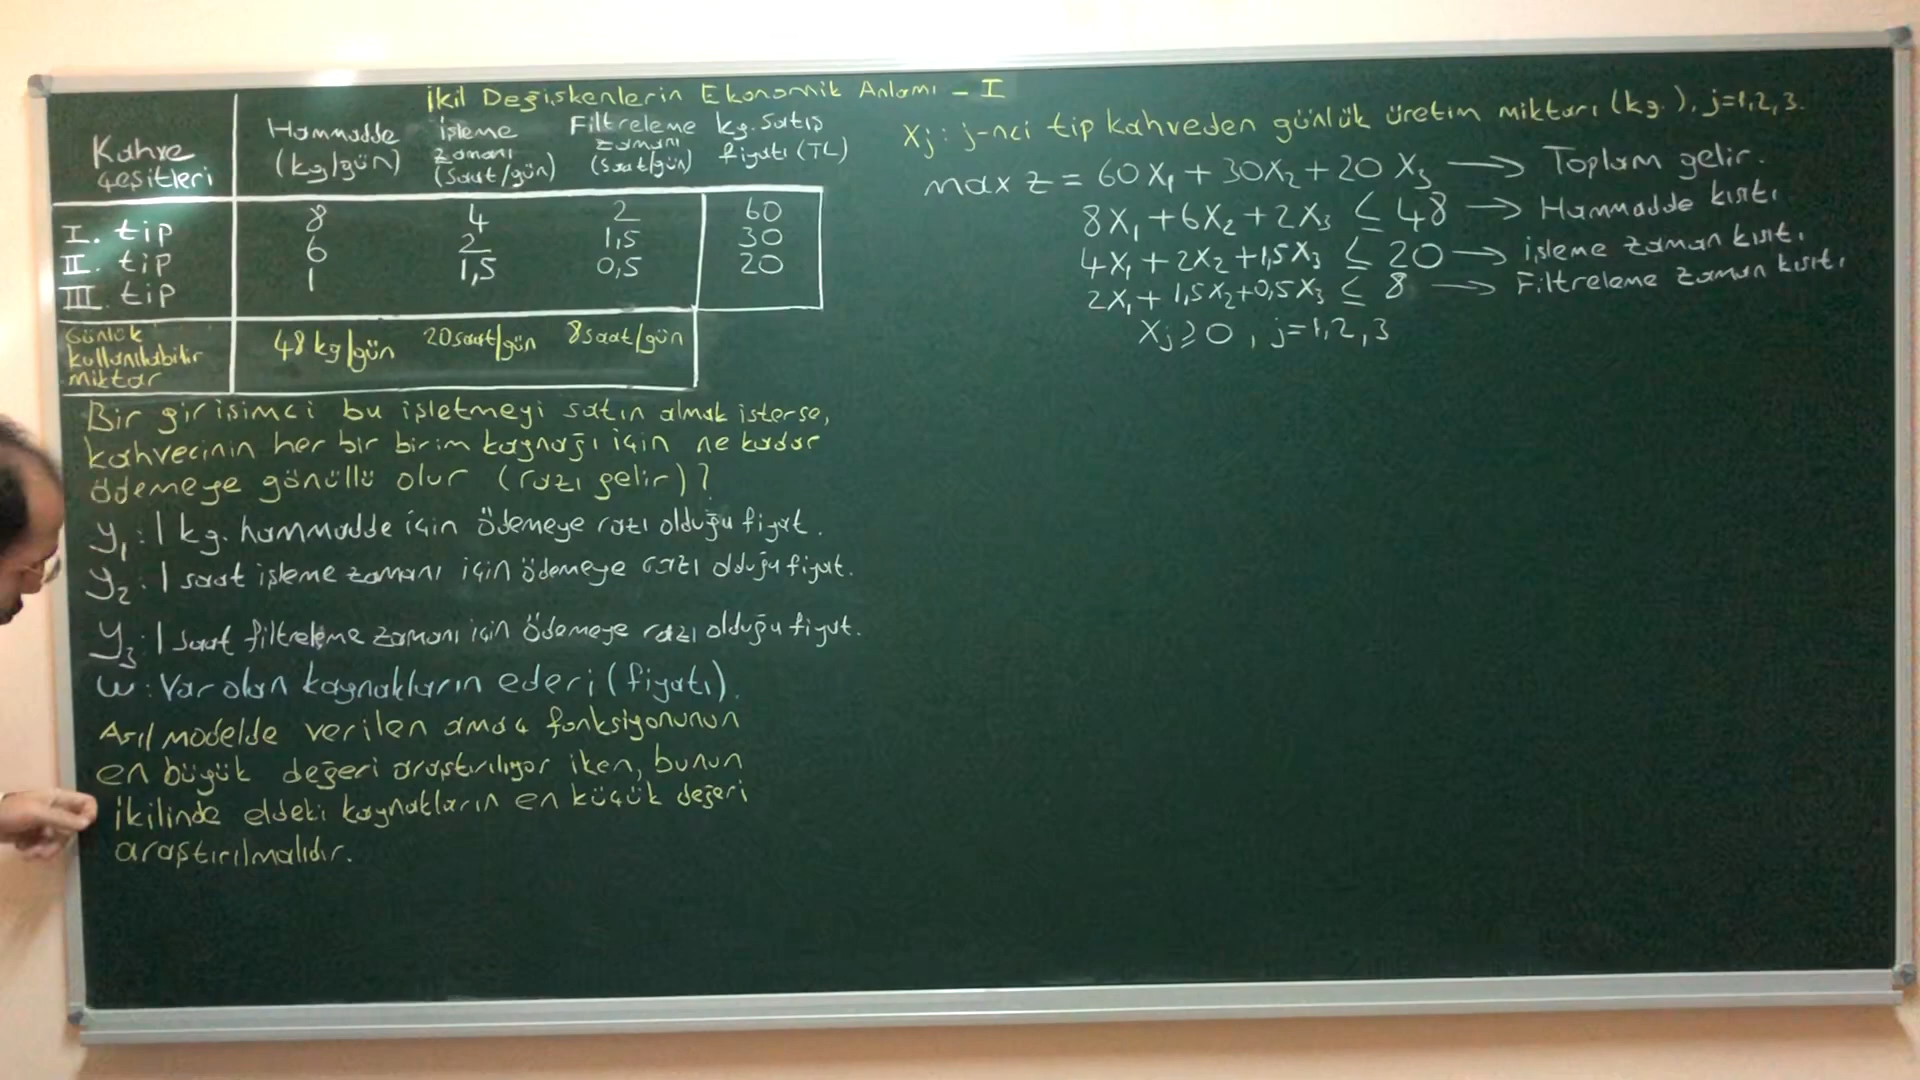 İkil Değişkenlerin Ekonomik Anlamı - I
Kahve çeşitleri
Hammadde (kg/gün)
işleme zamanı (saat/gün)
Filtreleme zamanı (saat/gün)
kg. satış fiyatı (TL)
I. tip 8 4 2 60
II. tip 6 2 1,5 30
III. tip 1 1,5 0,5 20
Günlük kullanılabilir miktar 48 kg/gün 20 saat/gün 8 saat/gün
Bir girişimci bu işletmeyi satın almak isterse,
kahvecinin her bir birim kaynağı için ne kadar
ödemeye gönüllü olur (razı gelir)?
y₁: 1 kg. hammadde için ödemeye razı olduğu fiyat.
y₂: 1 saat işleme zamanı için ödemeye razı olduğu fiyat.
y₃: 1 saat filtreleme zamanı için ödemeye razı olduğu fiyat.
w: Var olan kaynakların ederi (fiyatı).
Asıl modelde verilen amaç fonksiyonunun
en büyük değeri araştırılıyor iken, bunun
ikilinde eldeki kaynakların en küçük değeri
araştırılmalıdır.
Xj: j-nci tip kahveden günlük üretim miktarı (kg.), j=1,2,3.
max z = 60X₁ + 30X₂ + 20X₃ → Toplam gelir.
8X₁ + 6X₂ + 2X₃ ≤ 48 → Hammadde kısıtı.
4X₁ + 2X₂ + 1,5X₃ ≤ 20 → işleme zaman kısıtı.
2X₁ + 1,5X₂ + 0,5X₃ ≤ 8 → Filtreleme zaman kısıtı.
Xj ≥ 0, j=1,2,3